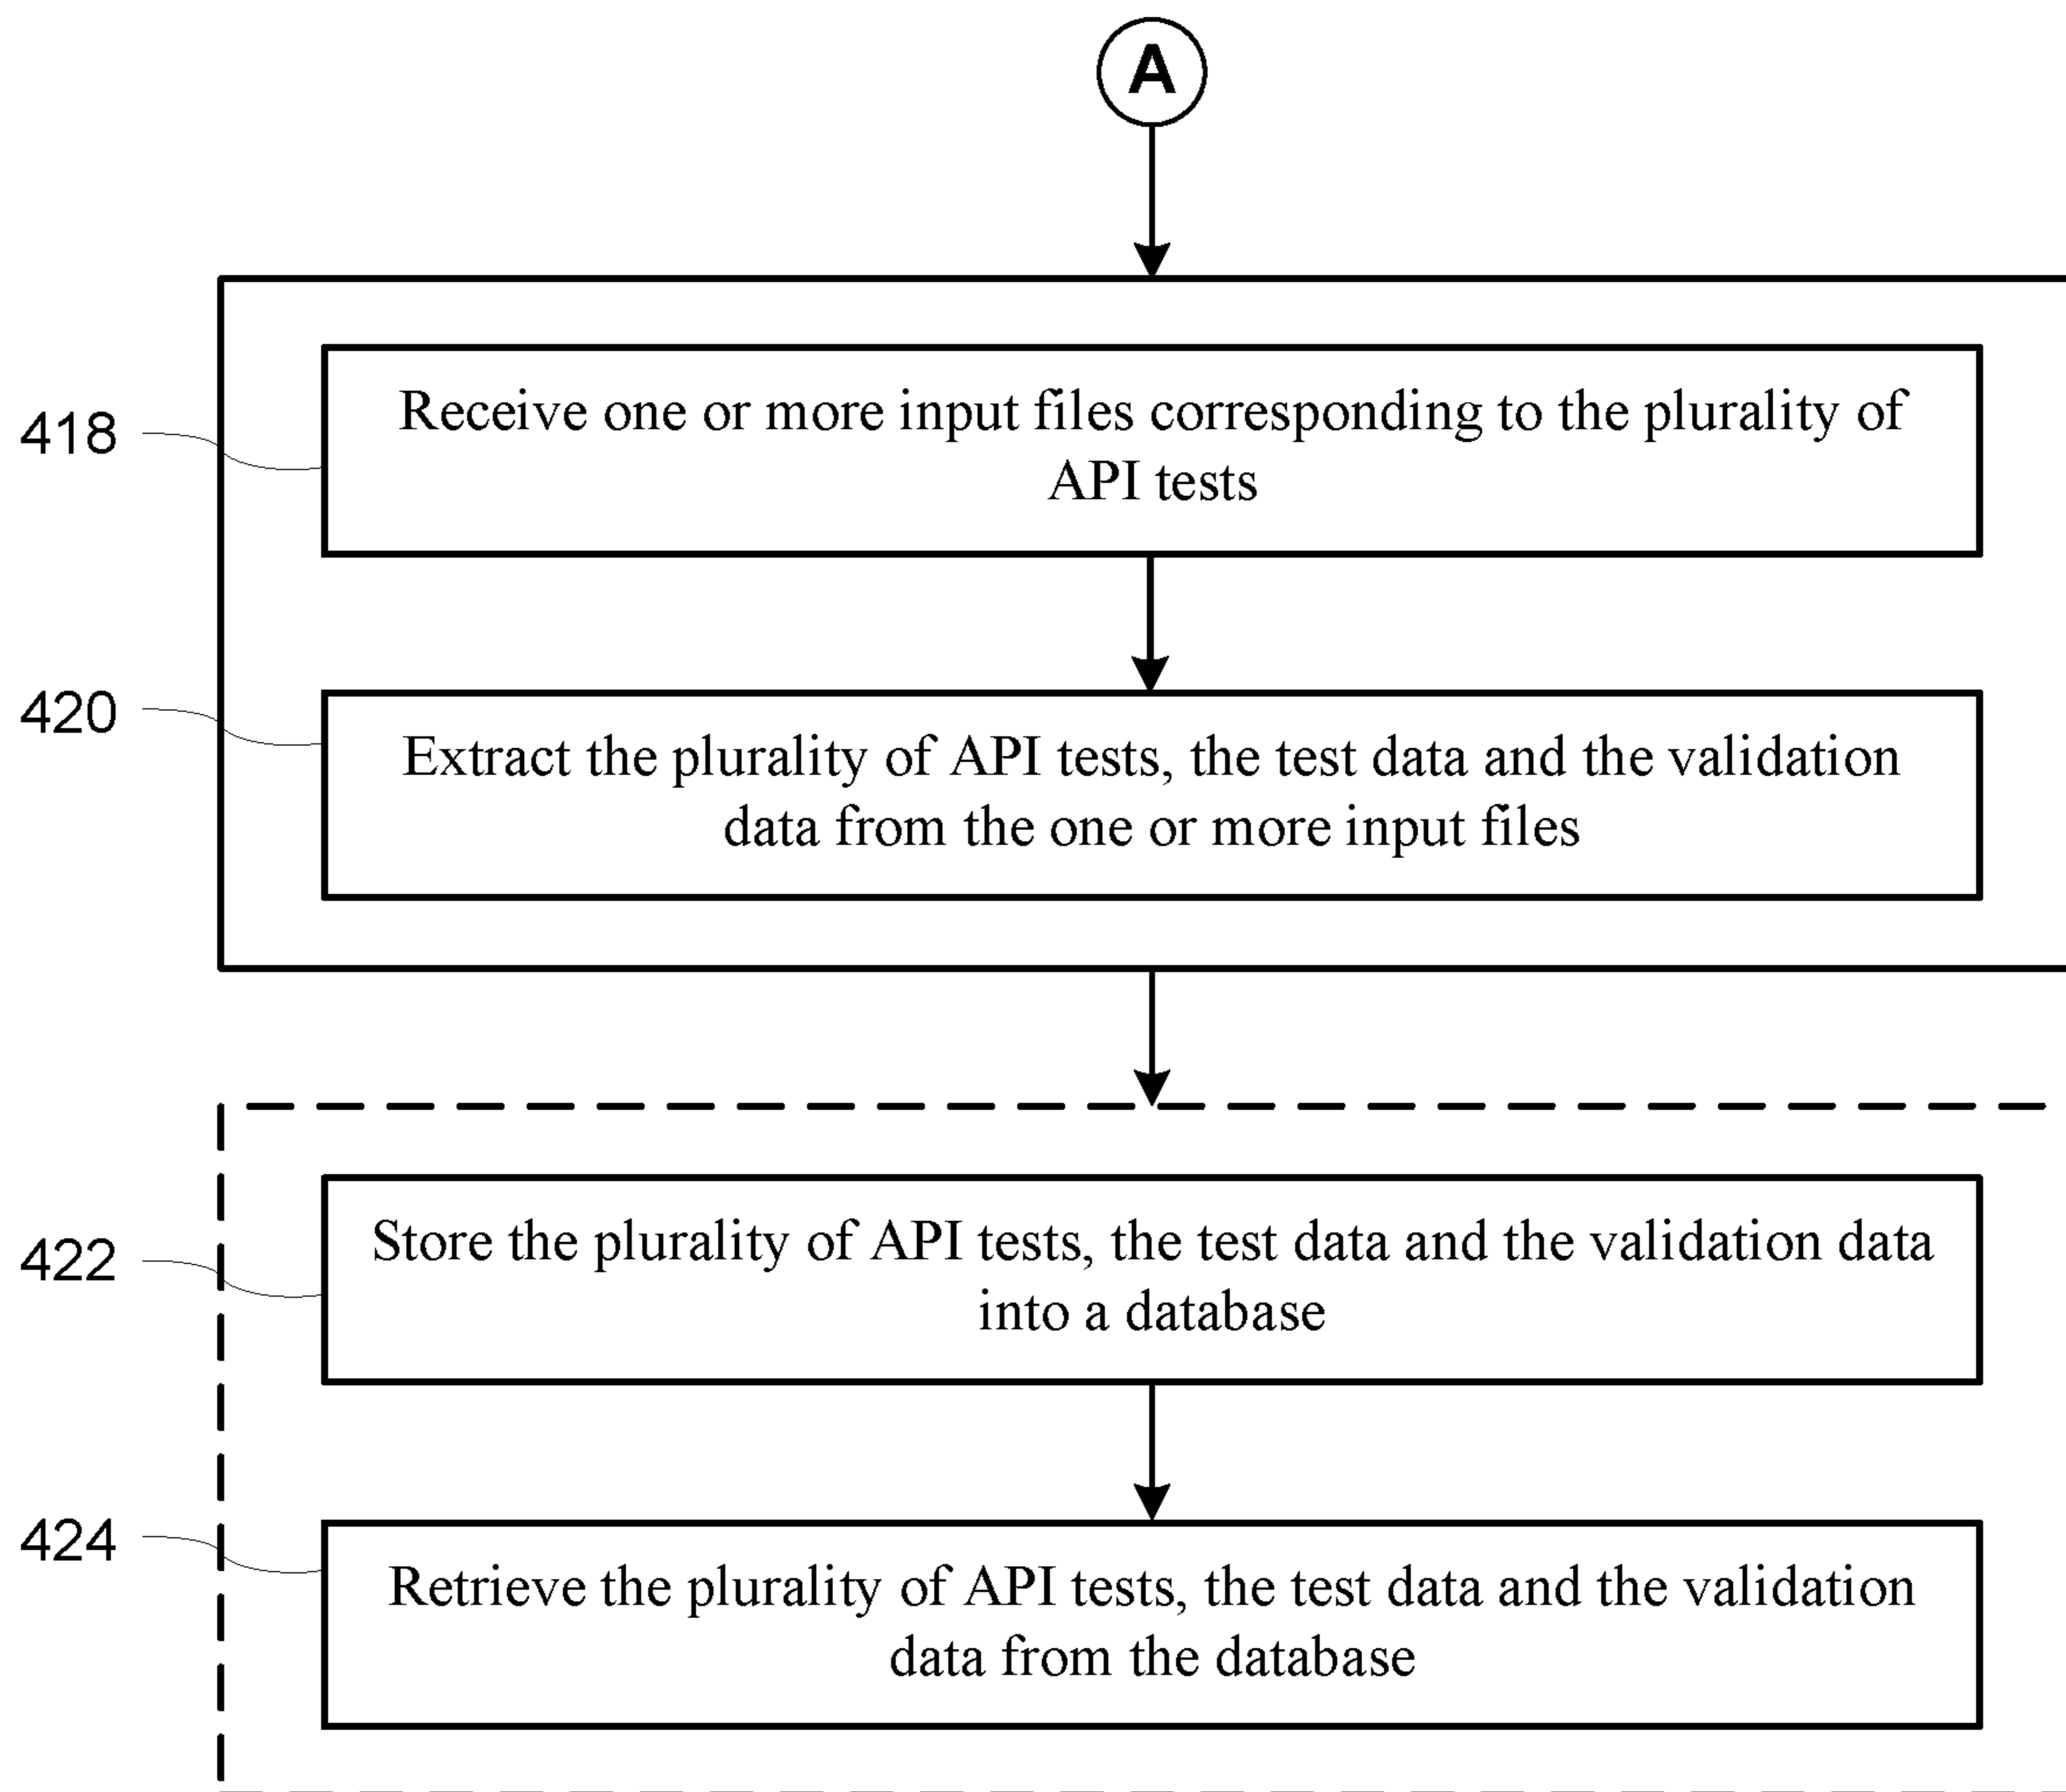 A
418
Receive one or more input files corresponding to the plurality of
API tests
420
Extract the plurality of API tests, the test data and the validation
data from the one or more input files
422
Store the plurality of API tests, the test data and the validation data
into a database
424
Retrieve the plurality of API tests, the test data and the validation
data from the database